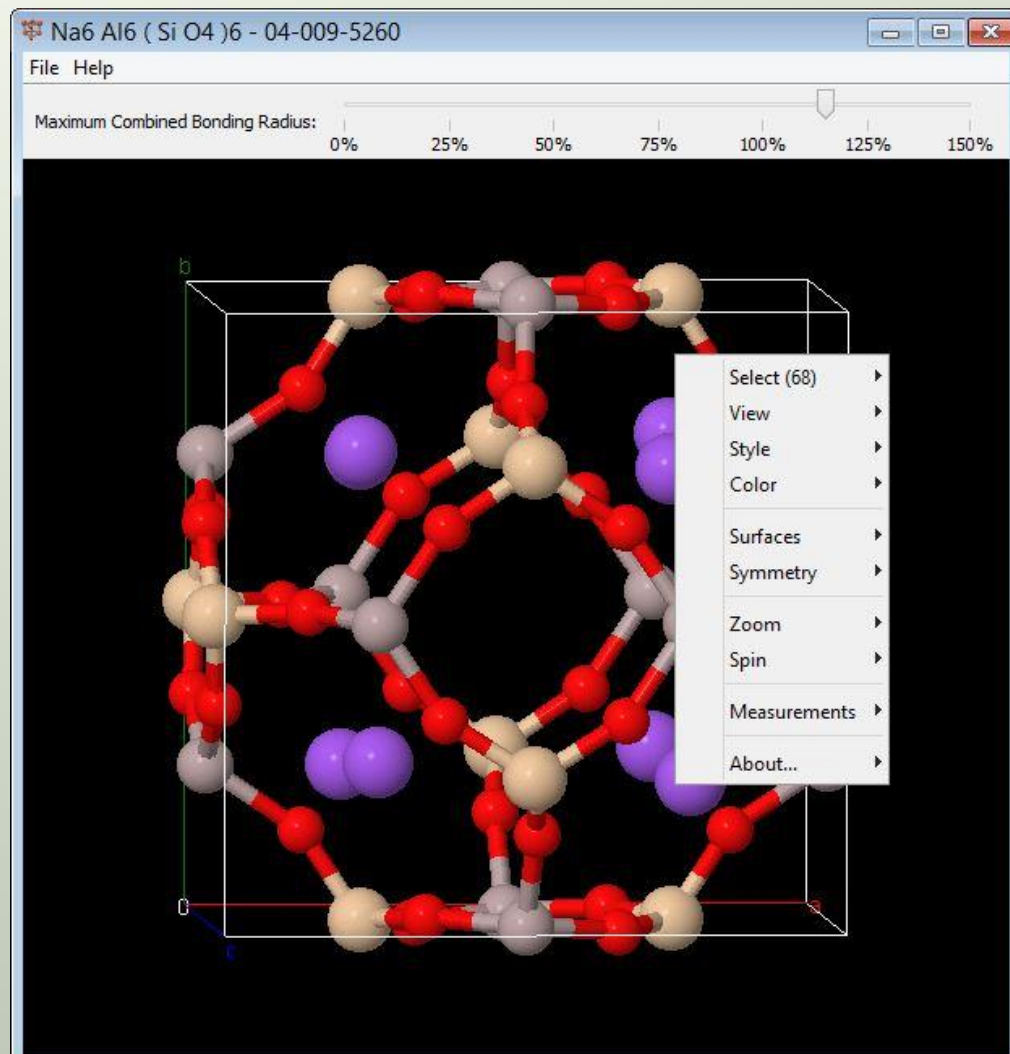 Na6 Al6 ( Si O4 )6 - 04-009-5260
File Help
Maximum Combined Bonding Radius:
0% 25% 50% 75% 100% 125% 150%
b
Select (68)
View
Style
Color
Surfaces
Symmetry
Zoom
Spin
Measurements
About...
0 a
c